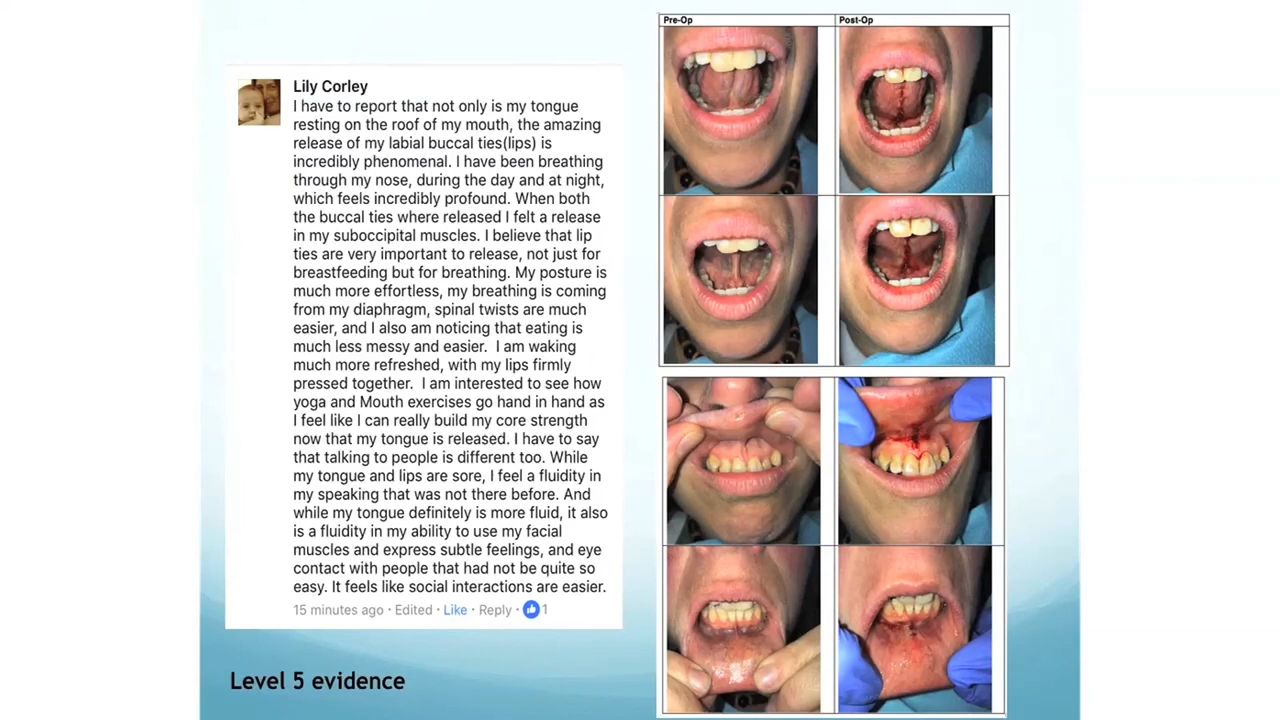 Lily Corley
I have to report that not only is my tongue
resting on the roof of my mouth, the amazing
release of my labial buccal ties(lips) is
incredibly phenomenal. I have been breathing
through my nose, during the day and at night,
which feels incredibly profound. When both
the buccal ties where released I felt a release
in my suboccipital muscles. I believe that lip
ties are very important to release, not just for
breastfeeding but for breathing. My posture is
much more effortless, my breathing is coming
from my diaphragm, spinal twists are much
easier, and I also am noticing that eating is
much less messy and easier.  I am waking
much more refreshed, with my lips firmly
pressed together.  I am interested to see how
yoga and Mouth exercises go hand in hand as
I feel like I can really build my core strength
now that my tongue is released. I have to say
that talking to people is different too. While
my tongue and lips are sore, I feel a fluidity in
my speaking that was not there before. And
while my tongue definitely is more fluid, it also
is a fluidity in my ability to use my facial
muscles and express subtle feelings, and eye
contact with people that had not be quite so
easy. It feels like social interactions are easier.
15 minutes ago · Edited · Like · Reply · 1
Level 5 evidence
Pre-Op
Post-Op